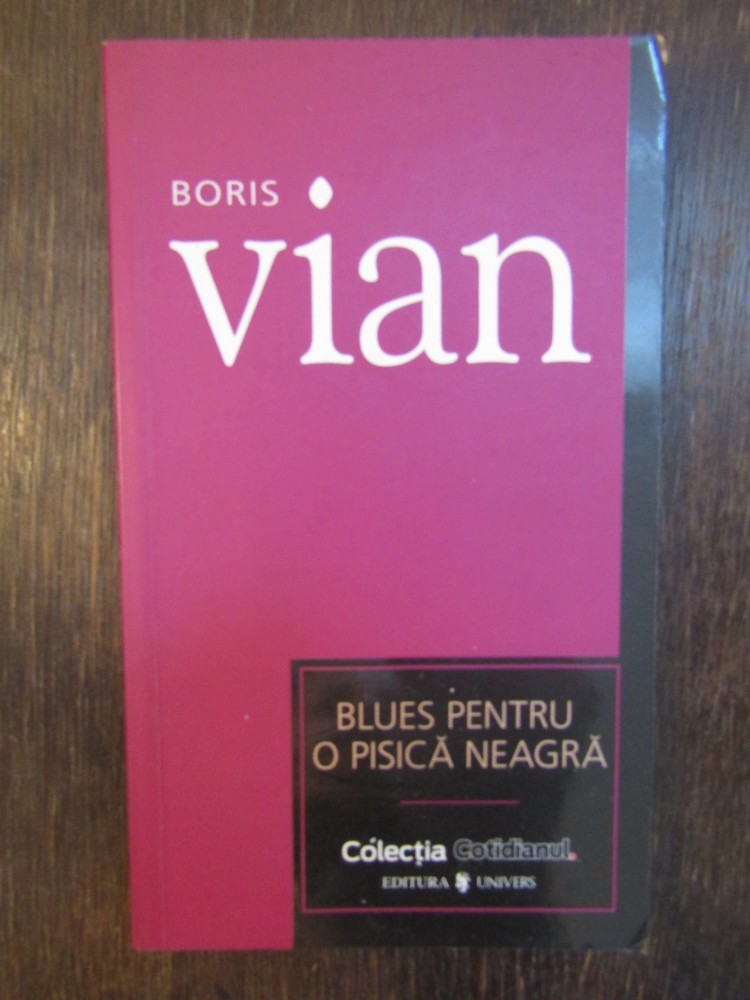 BORIS
vian
BLUES PENTRU
O PISICĂ NEAGRĂ
Colecția Cotidianul.
EDITURA UNIVERS